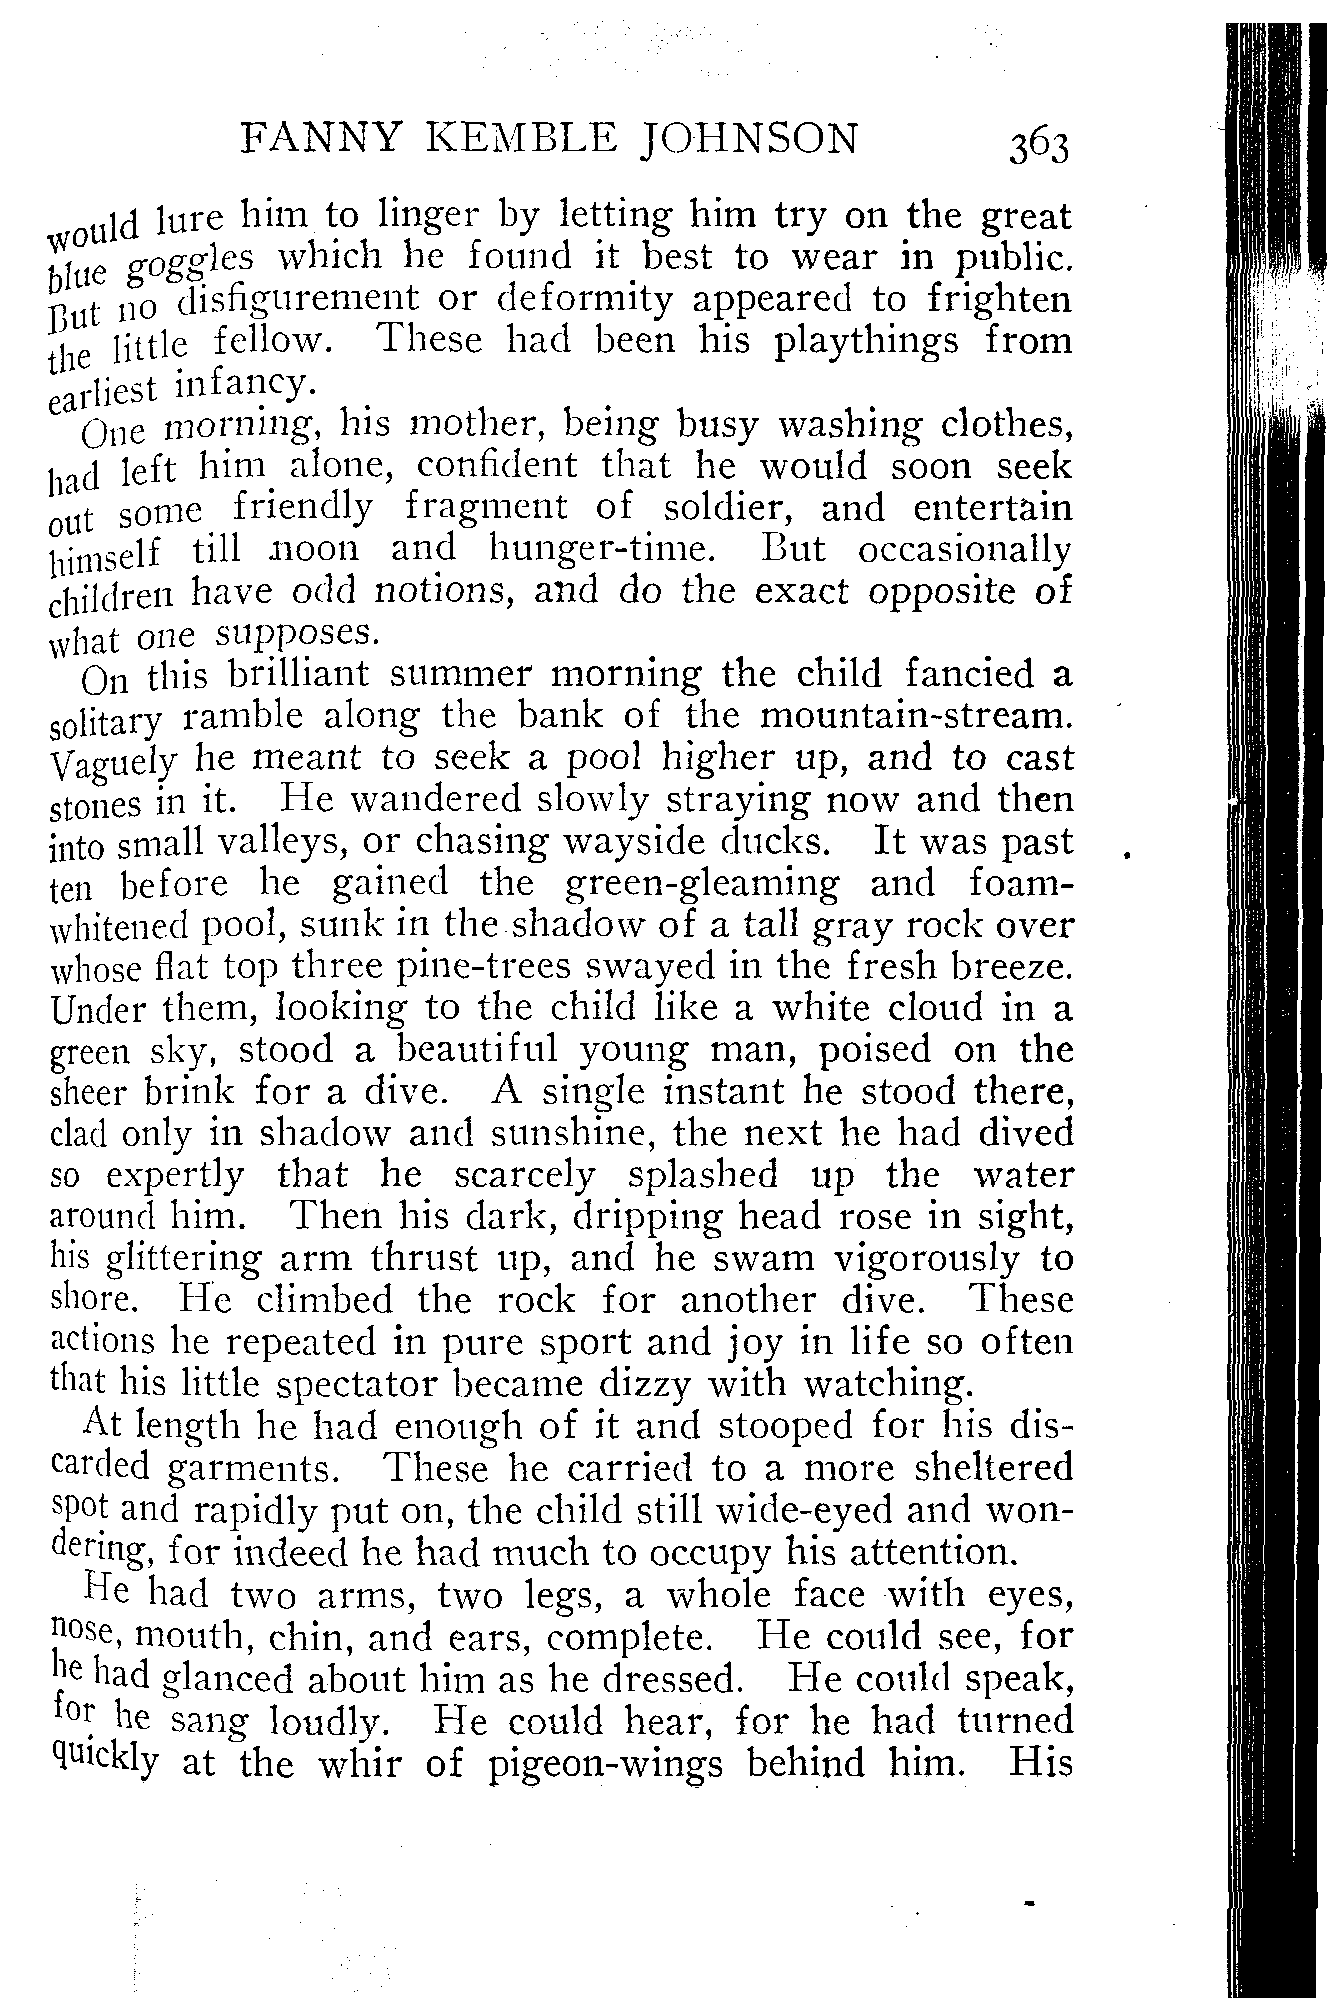 FANNY KEMBLE JOHNSON 363
would lure him to linger by letting him try on the great
blue goggles which he found it best to wear in public.
But no disfigurement or deformity appeared to frighten
the little fellow. These had been his playthings from
earliest infancy.
One morning, his mother, being busy washing clothes,
had left him alone, confident that he would soon seek
out some friendly fragment of soldier, and entertain
himself till noon and hunger-time. But occasionally
children have odd notions, and do the exact opposite of
what one supposes.
On this brilliant summer morning the child fancied a
solitary ramble along the bank of the mountain-stream.
Vaguely he meant to seek a pool higher up, and to cast
stones in it. He wandered slowly straying now and then
into small valleys, or chasing wayside ducks. It was past
ten before he gained the green-gleaming and foam-
whitened pool, sunk in the shadow of a tall gray rock over
whose flat top three pine-trees swayed in the fresh breeze.
Under them, looking to the child like a white cloud in a
green sky, stood a beautiful young man, poised on the
sheer brink for a dive. A single instant he stood there,
clad only in shadow and sunshine, the next he had dived
so expertly that he scarcely splashed up the water
around him. Then his dark, dripping head rose in sight,
his glittering arm thrust up, and he swam vigorously to
shore. He climbed the rock for another dive. These
actions he repeated in pure sport and joy in life so often
that his little spectator became dizzy with watching.
At length he had enough of it and stooped for his dis-
carded garments. These he carried to a more sheltered
spot and rapidly put on, the child still wide-eyed and won-
dering, for indeed he had much to occupy his attention.
He had two arms, two legs, a whole face with eyes,
nose, mouth, chin, and ears, complete. He could see, for
he had glanced about him as he dressed. He could speak,
for he sang loudly. He could hear, for he had turned
quickly at the whir of pigeon-wings behind him. His